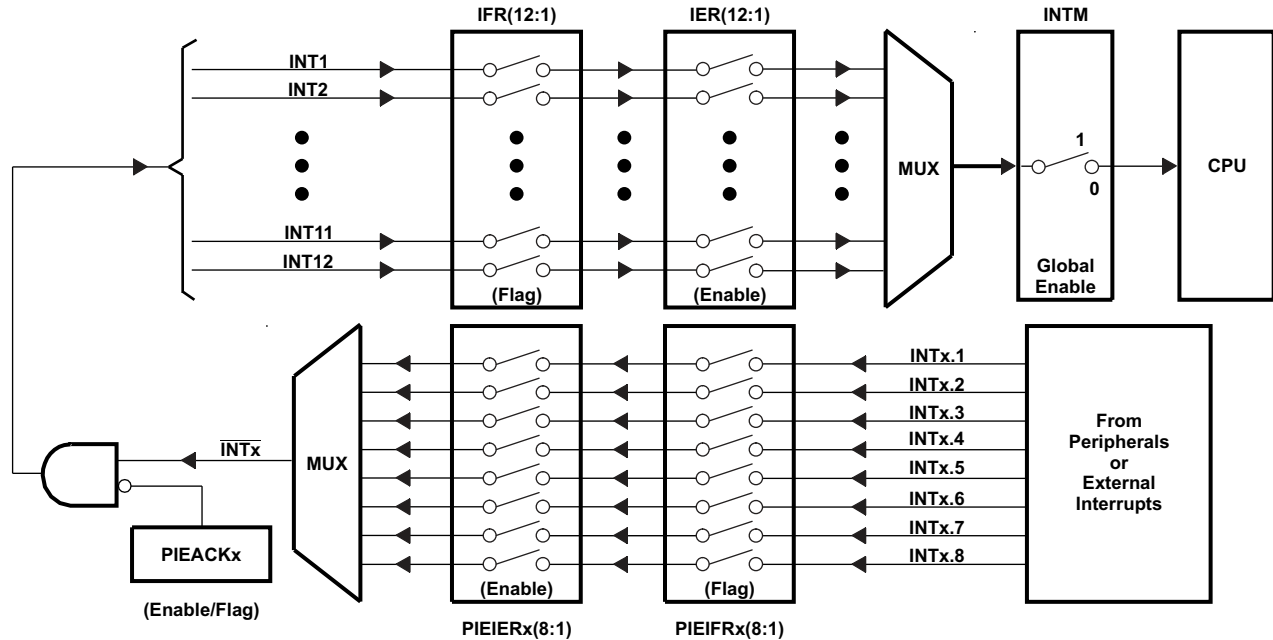 IFR(12:1)
IER(12:1)
INTM
INT1
INT2
1
MUX
CPU
0
INT11
INT12
Global
Enable
(Flag)
(Enable)
INTx.1
INTx.2
INTx.3
INTx.4
INTx.5
INTx.6
INTx.7
INTx.8
From
Peripherals
or
External
Interrupts
INTx
MUX
PIEACKx
(Enable/Flag)
(Enable)
(Flag)
PIEIERx(8:1)
PIEIFRx(8:1)